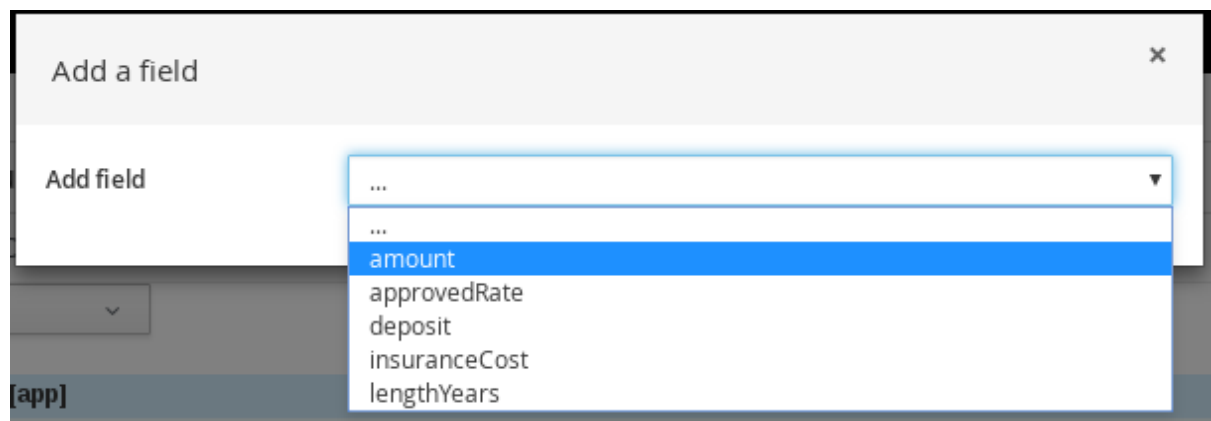 Add a field
×
Add field
...
...
amount
approvedRate
deposit
insuranceCost
lengthYears
[app]